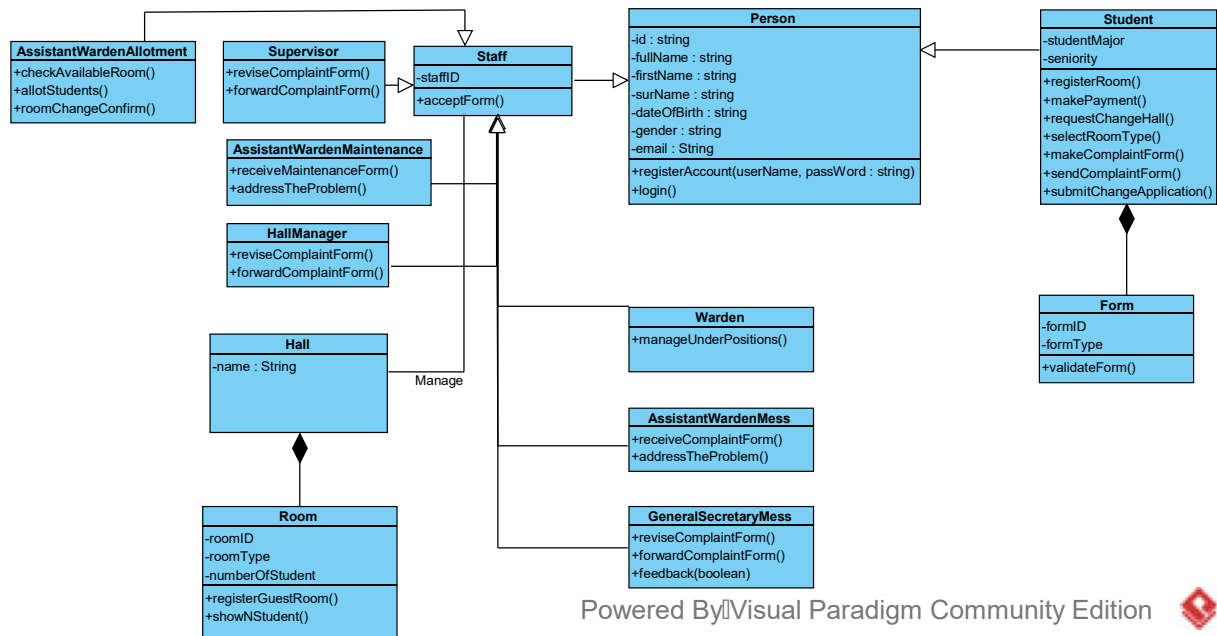 AssistantWardenAllotment
+checkAvailableRoom()
+allotStudents()
+roomChangeConfirm()
Supervisor
+reviseComplaintForm()
+forwardComplaintForm()
Staff
-staffID
+acceptForm()
Person
-id : string
-fullName : string
-firstName : string
-surName : string
-dateOfBirth : string
-gender : string
-email : String
+registerAccount(userName, passWord : string)
+login()
Student
-studentMajor
-seniority
+registerRoom()
+makePayment()
+requestChangeHall()
+selectRoomType()
+makeComplaintForm()
+sendComplaintForm()
+submitChangeApplication()
AssistantWardenMaintenance
+receiveMaintenanceForm()
+addressTheProblem()
HallManager
+reviseComplaintForm()
+forwardComplaintForm()
Hall
-name : String
Manage
Warden
+manageUnderPositions()
Form
-formID
-formType
+validateForm()
AssistantWardenMess
+receiveComplaintForm()
+addressTheProblem()
Room
-roomID
-roomType
-numberOfStudent
+registerGuestRoom()
+showNStudent()
GeneralSecretaryMess
+reviseComplaintForm()
+forwardComplaintForm()
+feedback(boolean)
Powered By Visual Paradigm Community Edition